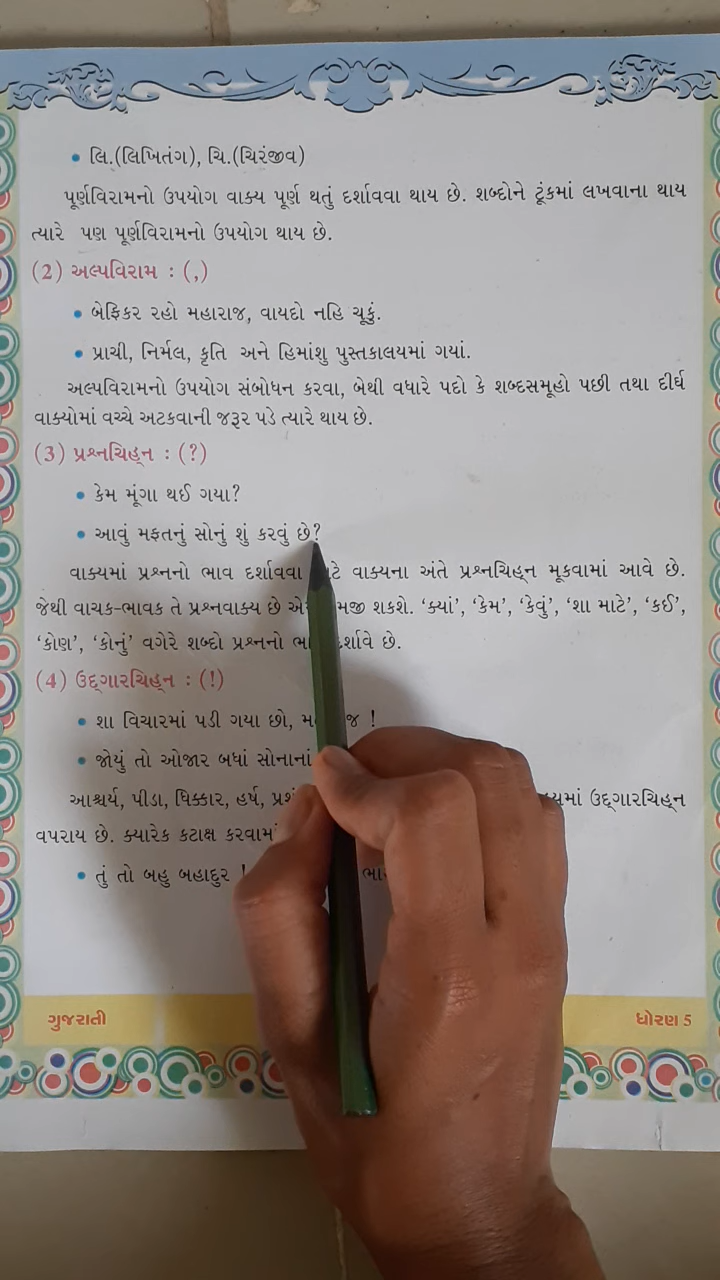 • લિ.(લિખિતંગ), ચિ.(ચિરંજીવ)
પૂર્ણવિરામનો ઉપયોગ વાક્ય પૂર્ણ થતું દર્શાવવા થાય છે. શબ્દોને ટૂંકમાં લખવાના થાય
ત્યારે પણ પૂર્ણવિરામનો ઉપયોગ થાય છે.
(2) અલ્પવિરામ : (,)
• બેફિકર રહો મહારાજ, વાયદો નહિ ચૂકું.
• પ્રાચી, નિર્મલ, કૃતિ અને હિમાંશુ પુસ્તકાલયમાં ગયાં.
અલ્પવિરામનો ઉપયોગ સંબોધન કરવા, બેથી વધારે પદો કે શબ્દસમૂહો પછી તથા દીર્ઘ
વાક્યોમાં વચ્ચે અટકવાની જરૂર પડે ત્યારે થાય છે.
(3) પ્રશ્નચિહ્ન : (?)
• કેમ મૂંગા થઈ ગયા?
• આવું મફતનું સોનું શું કરવું છે?
વાક્યમાં પ્રશ્નનો ભાવ દર્શાવવા વાક્યના અંતે પ્રશ્નચિહ્ન મૂકવામાં આવે છે.
જેથી વાચક-ભાવક તે પ્રશ્નવાક્ય છે શકશે. ‘ક્યાં’, ‘કેમ’, ‘કેવું’, ‘શા માટે’, ‘કઈ’,
‘કોણ’, ‘કોનું’ વગેરે શબ્દો પ્રશ્નનો છે.
(4) ઉદ્‌ગારચિહ્ન : (!)
• શા વિચારમાં પડી ગયા છો, !
• જોયું તો ઓજાર બધાં સોનાનાં
આશ્ચર્ય, પીડા, ધિક્કાર, હર્ષ, ઉદ્‌ગારચિહ્ન
વપરાય છે. ક્યારેક કટાક્ષ
• તું તો બહુ બહાદુર !
ગુજરાતી
ધોરણ 5